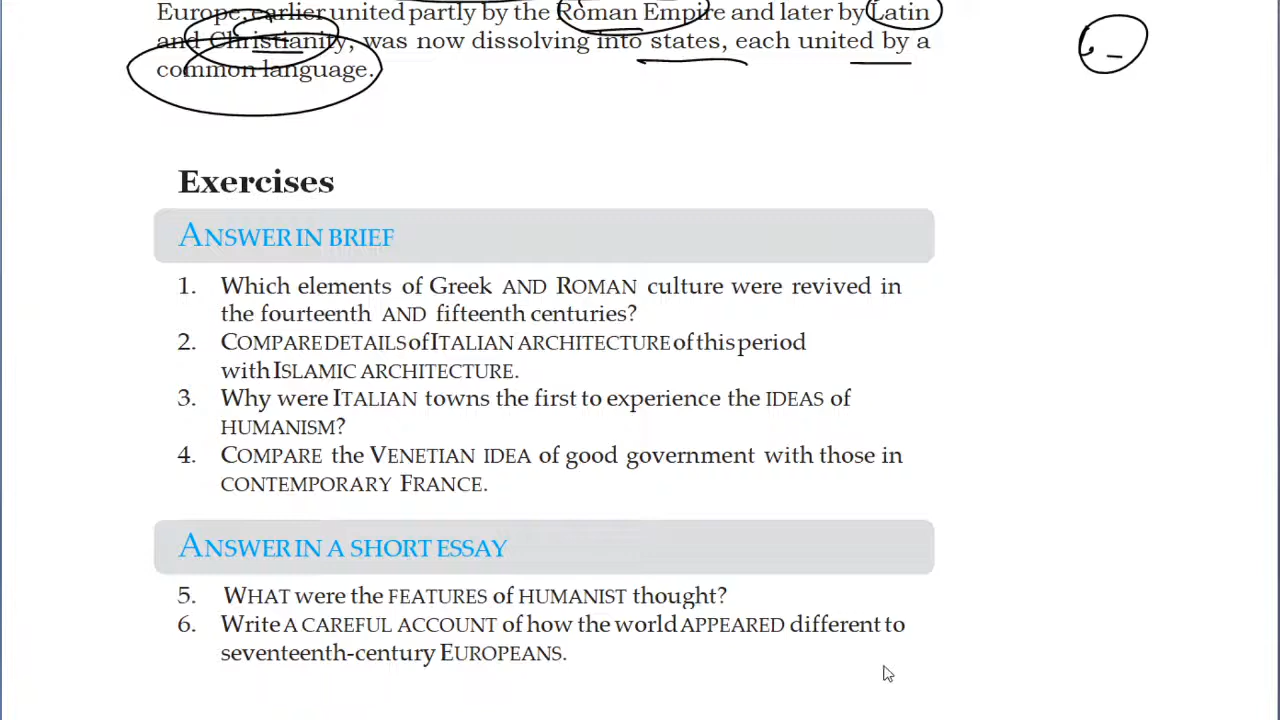 Europe, earlier united partly by the Roman Empire and later by Latin
and Christianity, was now dissolving into states, each united by a
common language.
Exercises
ANSWER IN BRIEF
1. Which elements of Greek AND ROMAN culture were revived in
the fourteenth AND fifteenth centuries?
2. COMPARE DETAILS of ITALIAN ARCHITECTURE of this period
with ISLAMIC ARCHITECTURE.
3. Why were ITALIAN towns the first to experience the IDEAS of
HUMANISM?
4. COMPARE the VENETIAN IDEA of good government with those in
CONTEMPORARY FRANCE.
ANSWER IN A SHORT ESSAY
5. WHAT were the FEATURES of HUMANIST thought?
6. Write A CAREFUL ACCOUNT of how the world APPEARED different to
seventeenth-century EUROPEANS.